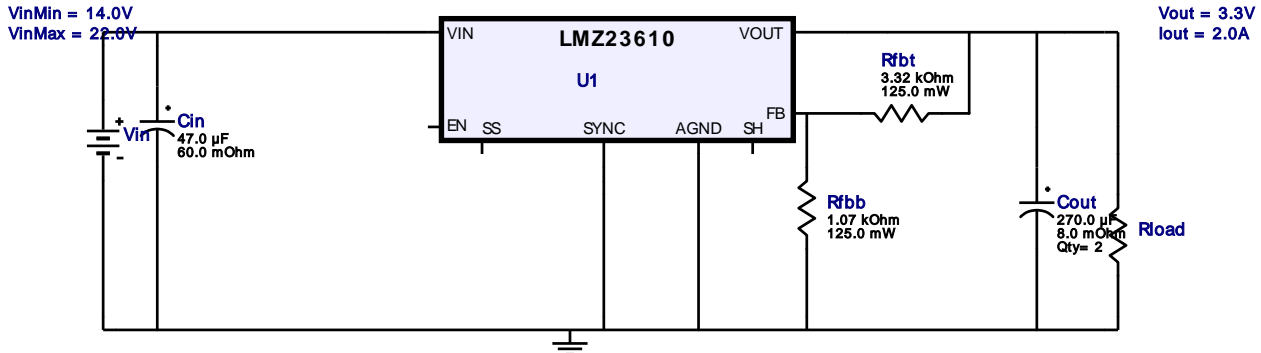 VinMin = 14.0V
VinMax = 22.0V
Vout = 3.3V
Iout = 2.0A
VIN
LMZ23610
VOUT
U1
FB
EN
SS
SYNC
AGND
SH
Rfbt
3.32 kOhm
125.0 mW
+
Vin
-
+
Cin
47.0 µF
60.0 mOhm
Rfbb
1.07 kOhm
125.0 mW
+
Cout
270.0 µF
8.0 mOhm
Qty= 2
Rload